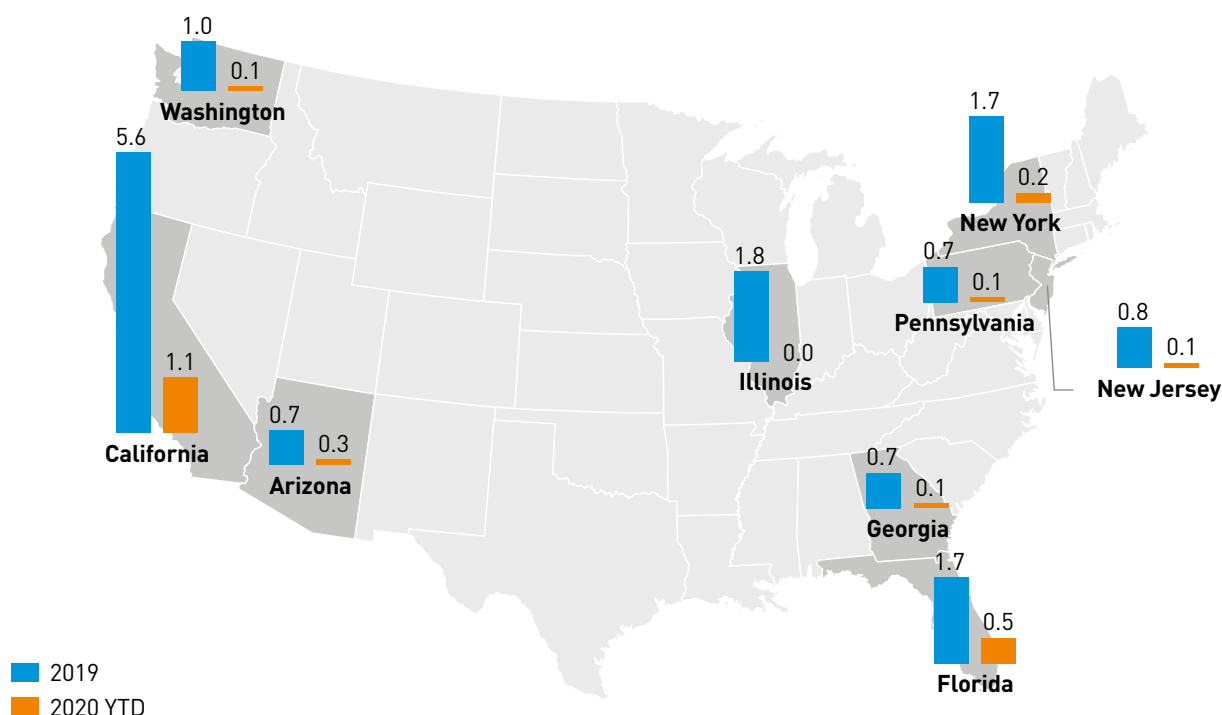 1.0
0.1
Washington
5.6
1.1
California
0.7
0.3
Arizona
1.8
0.0
Illinois
1.7
0.2
New York
0.7
0.1
Pennsylvania
0.8
0.1
New Jersey
0.7
0.1
Georgia
1.7
0.5
Florida
2019
2020 YTD